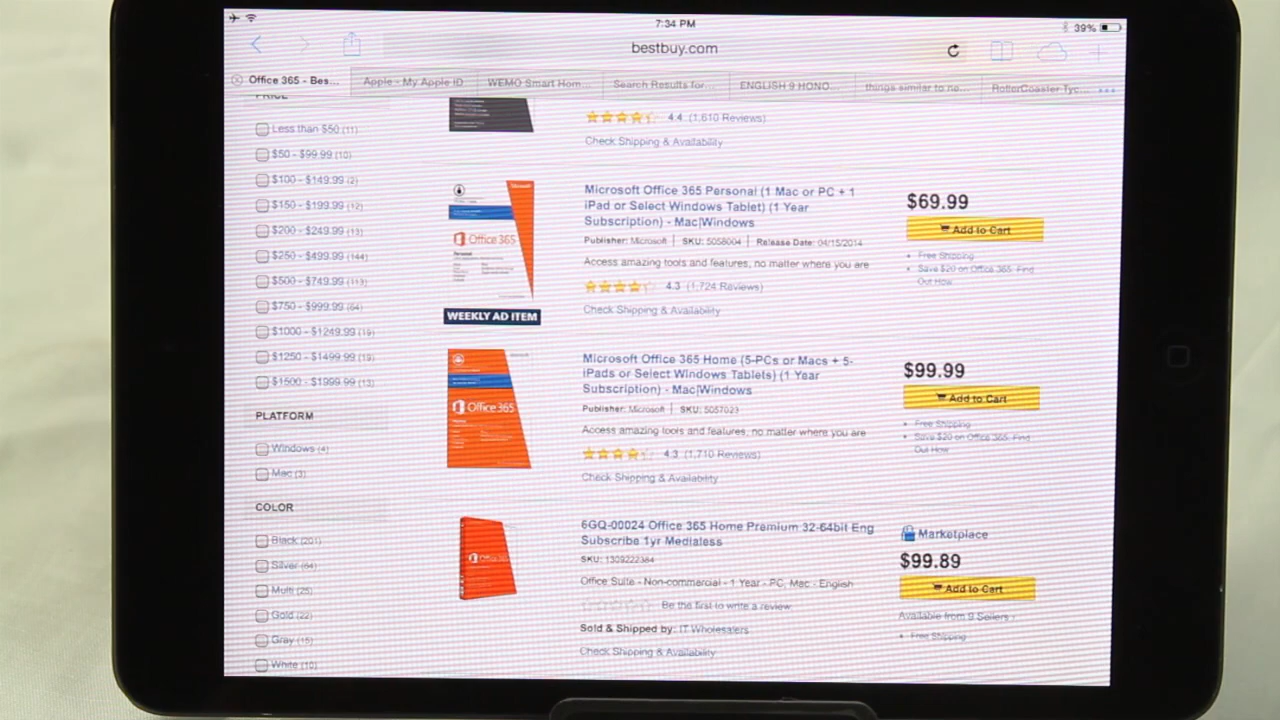 7:34 PM
39%
bestbuy.com
Office 365 - Bes...
Apple - My Apple ID
WEMO Smart Hom...
Search Results for...
ENGLISH 9 HONO...
things similar to ne...
RollerCoaster Tyc...
PRICE
Less than $50 (11)
$50 - $99.99 (10)
$100 - $149.99 (2)
$150 - $199.99 (12)
$200 - $249.99 (13)
$250 - $499.99 (144)
$500 - $749.99 (113)
$750 - $999.99 (64)
$1000 - $1249.99 (19)
$1250 - $1499.99 (19)
$1500 - $1999.99 (13)
PLATFORM
Windows (4)
Mac (3)
COLOR
Black (201)
Silver (64)
Multi (25)
Gold (22)
Gray (15)
White (10)
4.4 (1,610 Reviews)
Check Shipping & Availability
Office 365
WEEKLY AD ITEM
Microsoft Office 365 Personal (1 Mac or PC + 1
iPad or Select Windows Tablet) (1 Year
Subscription) - Mac|Windows
Publisher: Microsoft | SKU: 5058004 | Release Date: 04/15/2014
Access amazing tools and features, no matter where you are
4.3 (1,724 Reviews)
Check Shipping & Availability
$69.99
Add to Cart
Free Shipping
Save $20 on Office 365. Find
Out How
Office 365
Microsoft Office 365 Home (5-PCs or Macs + 5-
iPads or Select Windows Tablets) (1 Year
Subscription) - Mac|Windows
Publisher: Microsoft | SKU: 5057023
Access amazing tools and features, no matter where you are
4.3 (1,710 Reviews)
Check Shipping & Availability
$99.99
Add to Cart
Free Shipping
Save $20 on Office 365. Find
Out How
6GQ-00024 Office 365 Home Premium 32-64bit Eng
Subscribe 1yr Medialess
SKU: 1309222384
Office Suite - Non-commercial - 1 Year - PC, Mac - English
Be the first to write a review
Sold & Shipped by: IT Wholesalers
Check Shipping & Availability
Marketplace
$99.89
Add to Cart
Available from 9 Sellers
Free Shipping